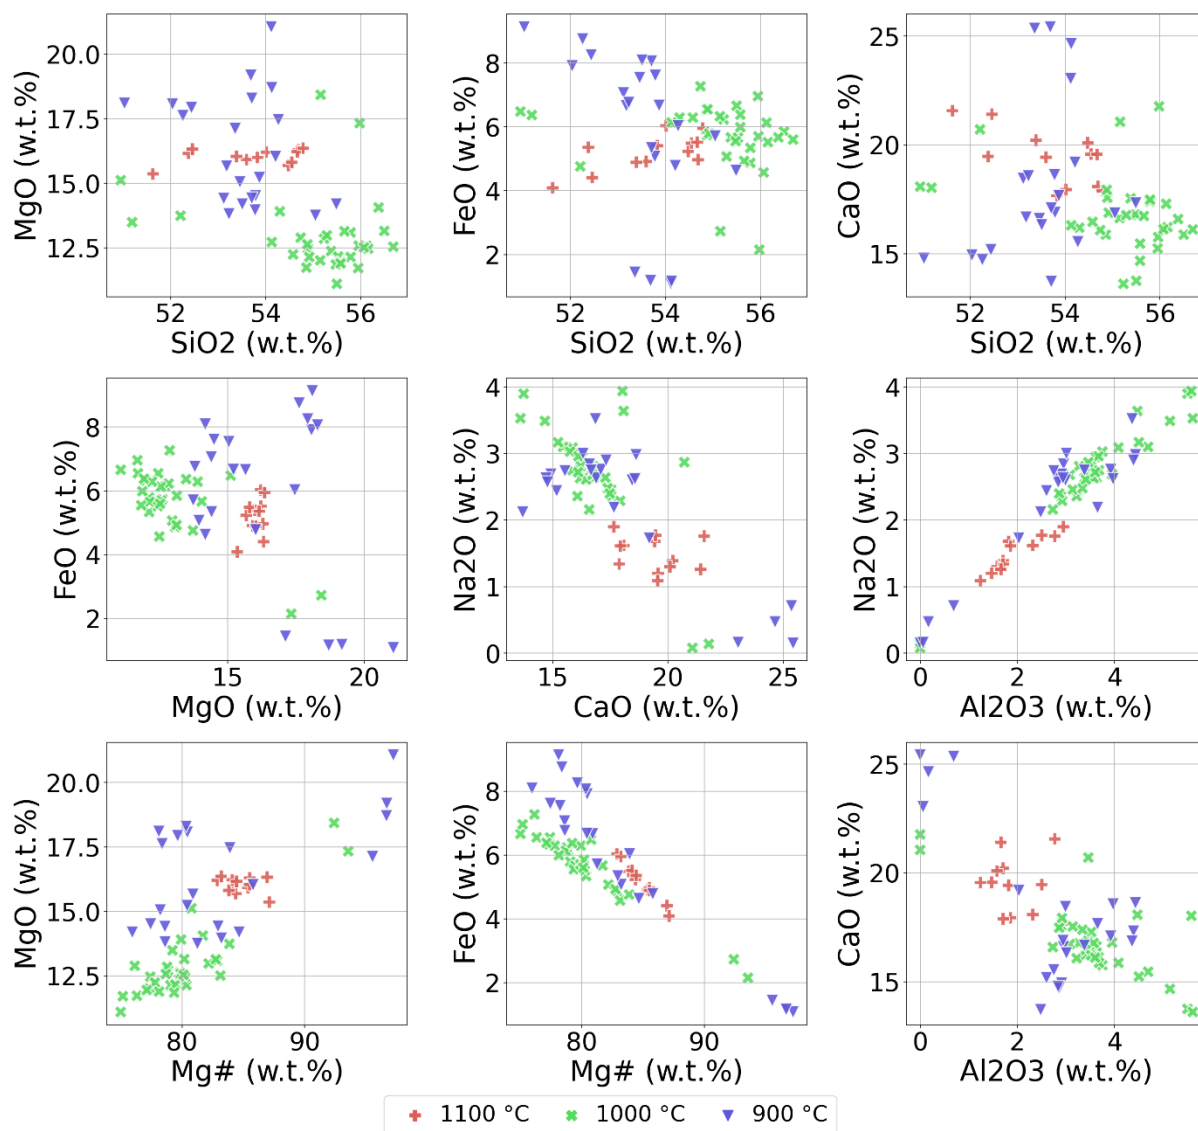 20.0
17.5
15.0
12.5
MgO (w.t.%)
52 54 56
SiO2 (w.t.%)
8
6
4
2
FeO (w.t.%)
52 54 56
SiO2 (w.t.%)
25
20
15
CaO (w.t.%)
52 54 56
SiO2 (w.t.%)
8
6
4
2
FeO (w.t.%)
15 20
MgO (w.t.%)
4
3
2
1
0
Na2O (w.t.%)
15 20 25
CaO (w.t.%)
4
3
2
1
0
Na2O (w.t.%)
0 2 4
Al2O3 (w.t.%)
20.0
17.5
15.0
12.5
MgO (w.t.%)
80 90
Mg# (w.t.%)
8
6
4
2
FeO (w.t.%)
80 90
Mg# (w.t.%)
25
20
15
CaO (w.t.%)
0 2 4
Al2O3 (w.t.%)
1100 °C 1000 °C 900 °C